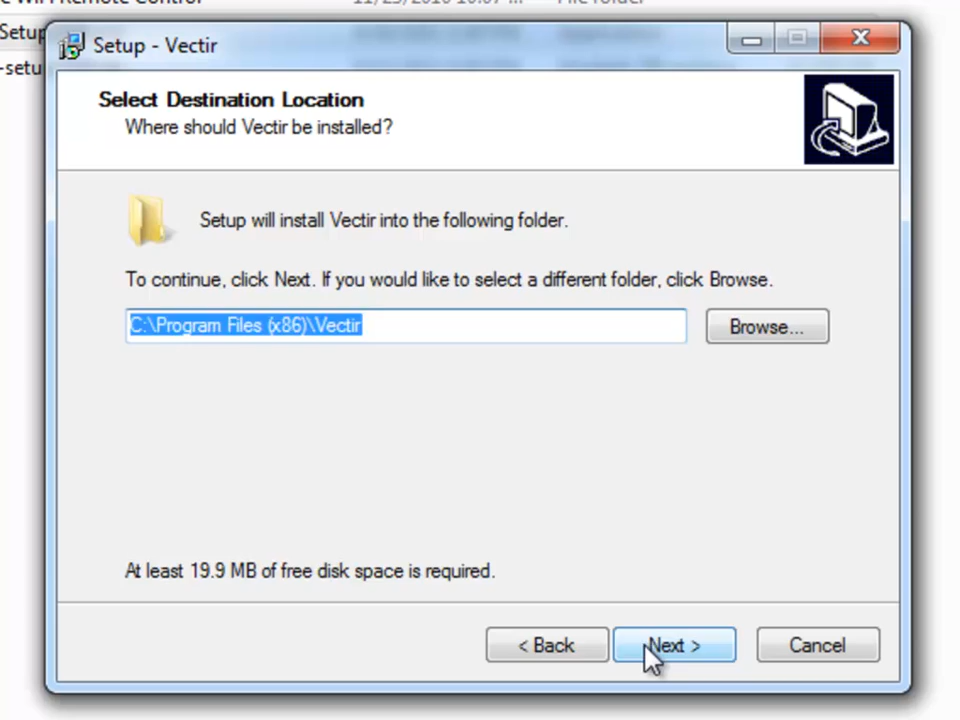 Setup
-setu
Setup - Vectir
Select Destination Location
Where should Vectir be installed?
Setup will install Vectir into the following folder.
To continue, click Next. If you would like to select a different folder, click Browse.
C:\Program Files (x86)\Vectir
Browse...
At least 19.9 MB of free disk space is required.
< Back
Next >
Cancel